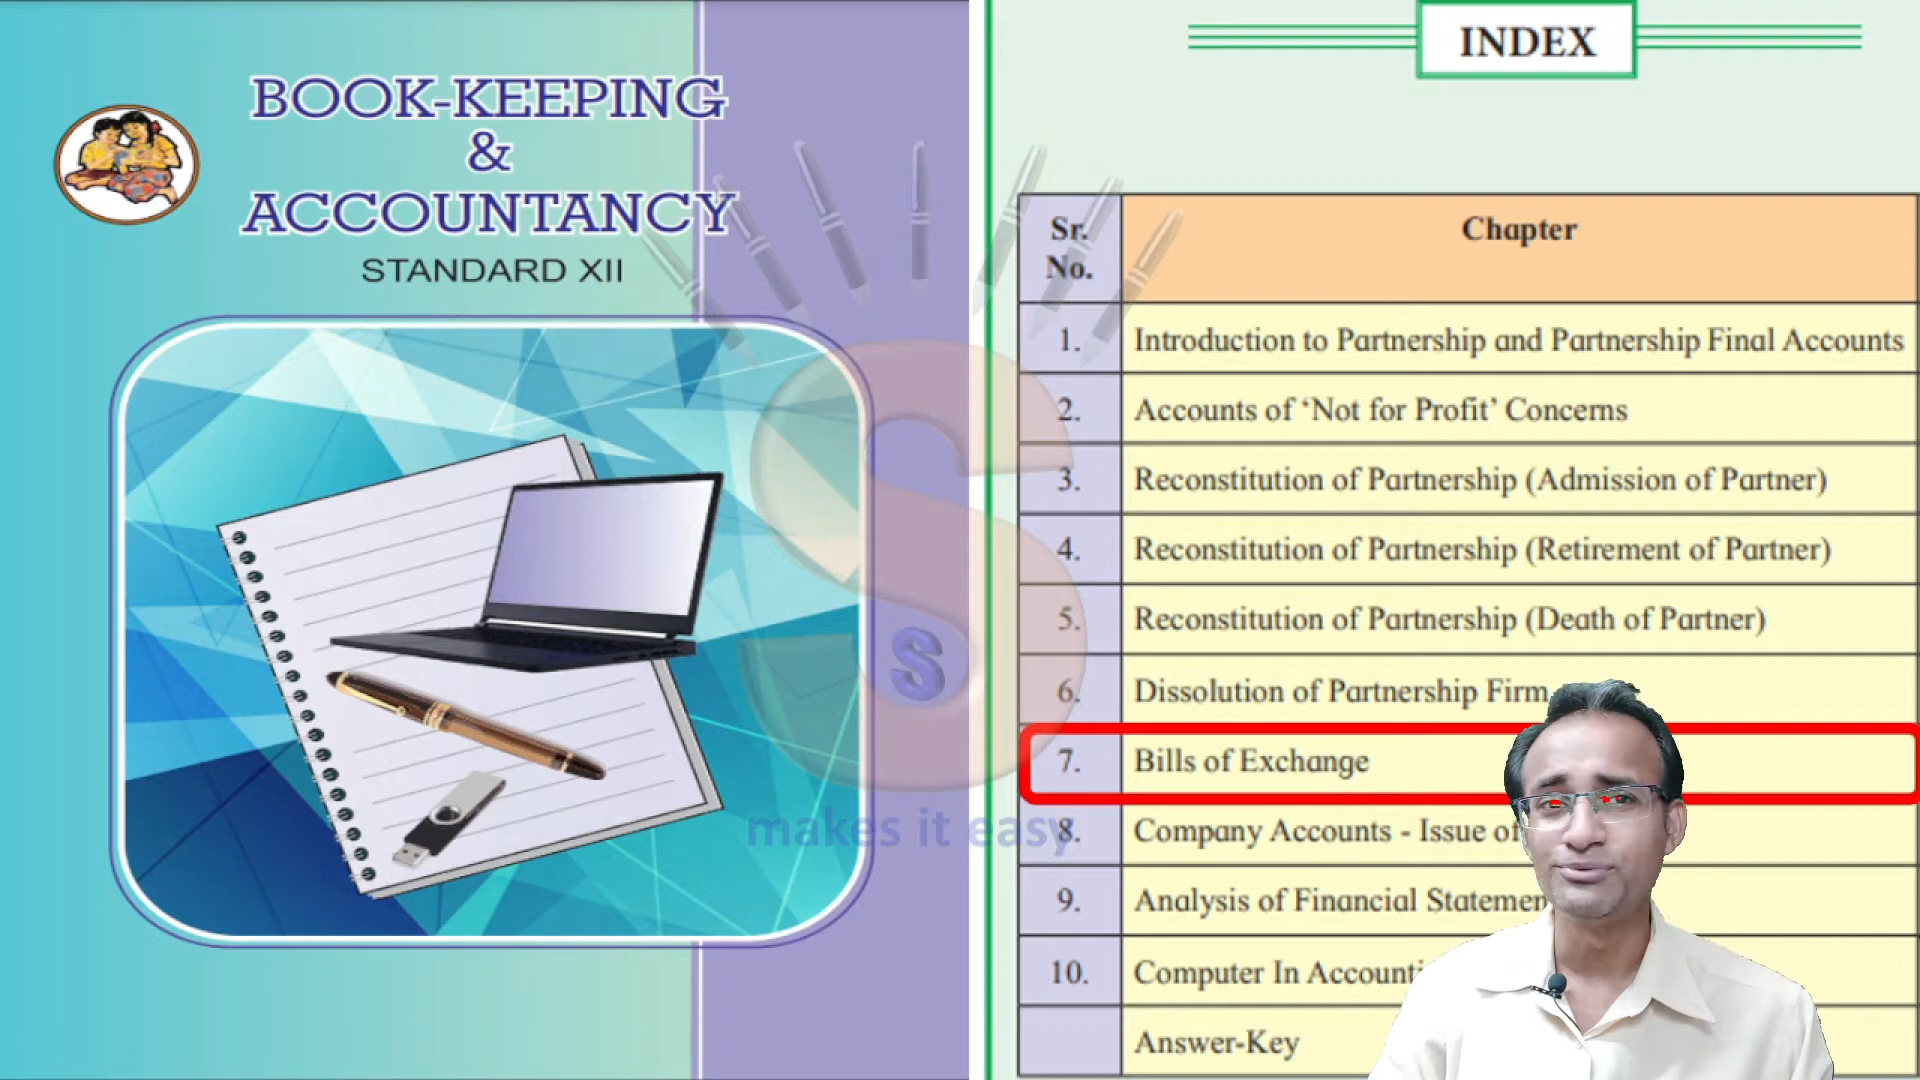 BOOK-KEEPING
&
ACCOUNTANCY
STANDARD XII
INDEX
Sr. No.
Chapter
1. Introduction to Partnership and Partnership Final Accounts
2. Accounts of ‘Not for Profit’ Concerns
3. Reconstitution of Partnership (Admission of Partner)
4. Reconstitution of Partnership (Retirement of Partner)
5. Reconstitution of Partnership (Death of Partner)
6. Dissolution of Partnership Firm
7. Bills of Exchange
8. Company Accounts - Issue of
9. Analysis of Financial Statemen
10. Computer In Accounti
Answer-Key
S
s
makes it easy